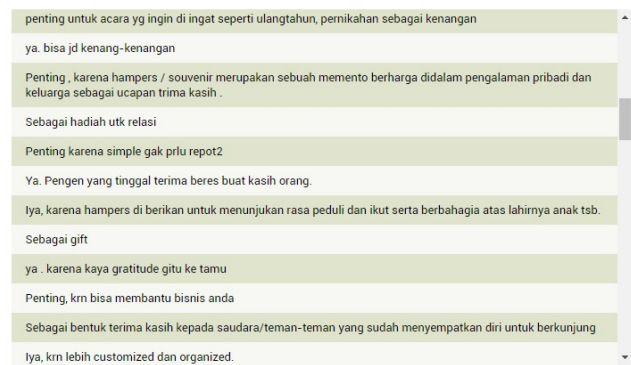 penting untuk acara yg ingin di ingat seperti ulangtahun, pernikahan sebagai kenangan
ya. bisa jd kenang-kenangan
Penting , karena hampers / souvenir merupakan sebuah memento berharga didalam pengalaman pribadi dan
keluarga sebagai ucapan trima kasih .
Sebagai hadiah utk relasi
Penting karena simple gak prlu repot2
Ya. Pengen yang tinggal terima beres buat kasih orang.
Iya, karena hampers di berikan untuk menunjukan rasa peduli dan ikut serta berbahagia atas lahirnya anak tsb.
Sebagai gift
ya . karena kaya gratitude gitu ke tamu
Penting, krn bisa membantu bisnis anda
Sebagai bentuk terima kasih kepada saudara/teman-teman yang sudah menyempatkan diri untuk berkunjung
Iya, krn lebih customized dan organized.